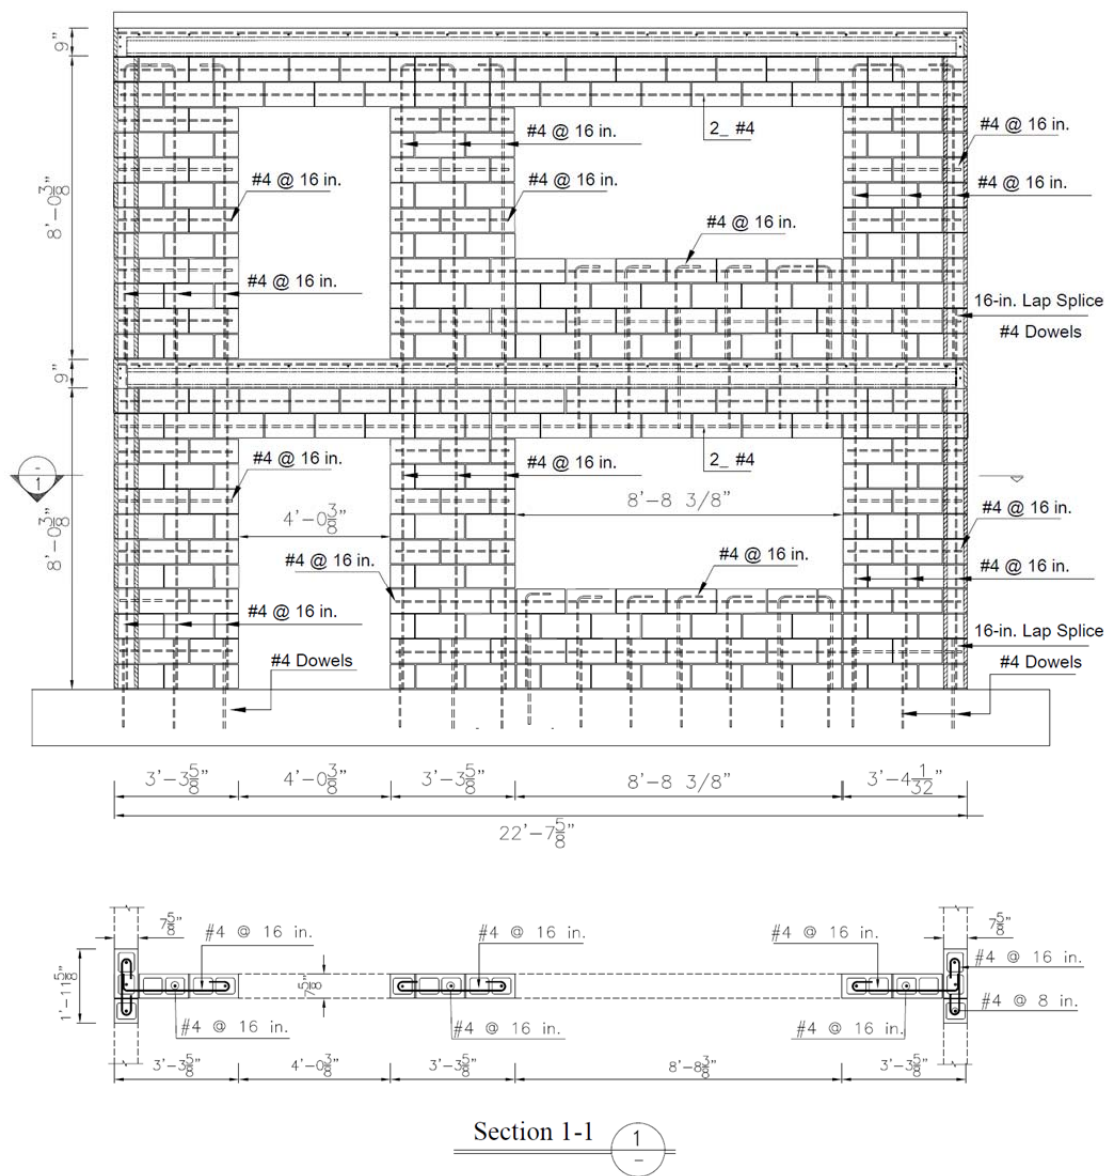 9"
2_ #4
#4 @ 16 in.
#4 @ 16 in.
#4 @ 16 in.
#4 @ 16 in.
#4 @ 16 in.
8'-0 3/8"
#4 @ 16 in.
#4 @ 16 in.
16-in. Lap Splice
#4 Dowels
9"
#4 @ 16 in.
#4 @ 16 in.
2_ #4
-
1
8'-8 3/8"
#4 @ 16 in.
4'-0 3/8"
8'-0 3/8"
#4 @ 16 in.
#4 @ 16 in.
#4 @ 16 in.
#4 @ 16 in.
16-in. Lap Splice
#4 Dowels
#4 Dowels
3'-3 5/8"
4'-0 3/8"
3'-3 5/8"
8'-8 3/8"
3'-4 1/32"
22'-7 5/8"
7 5/8"
#4 @ 16 in.
#4 @ 16 in.
#4 @ 16 in.
7 5/8"
#4 @ 16 in.
1'-11 5/8"
7 5/8"
#4 @ 8 in.
#4 @ 16 in.
#4 @ 16 in.
#4 @ 16 in.
3'-3 5/8"
4'-0 3/8"
3'-3 5/8"
8'-8 3/8"
3'-3 5/8"
Section 1-1
1
-